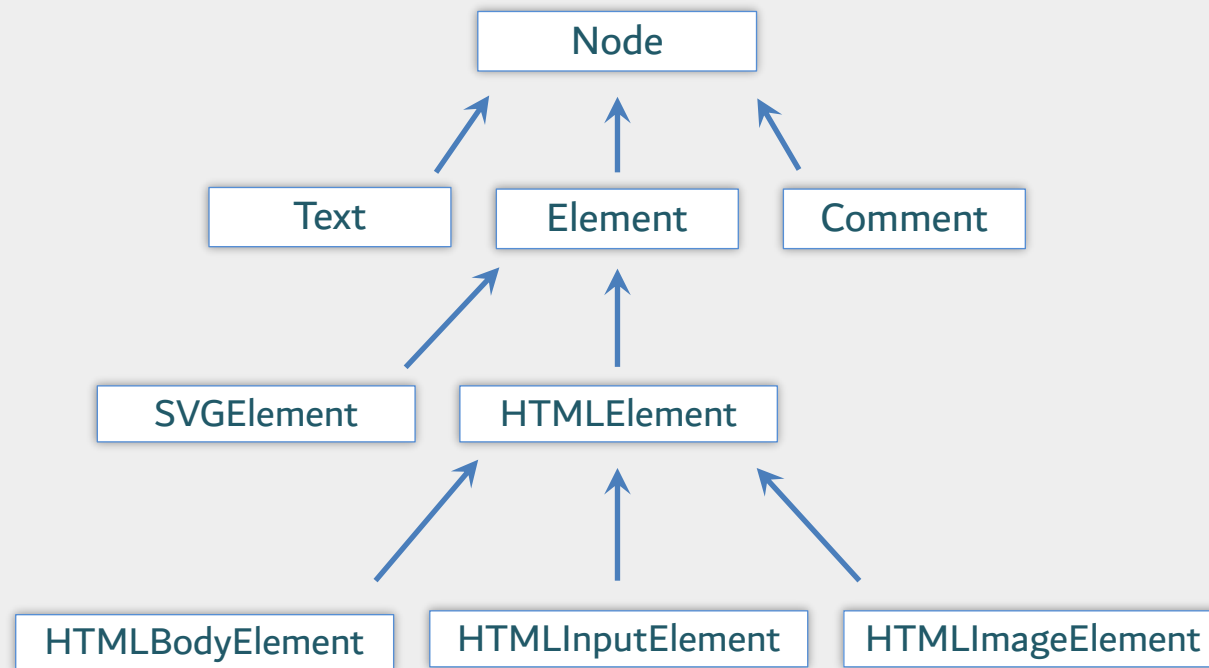 Node
Text
Element
Comment
SVGElement
HTMLElement
HTMLBodyElement
HTMLInputElement
HTMLImageElement